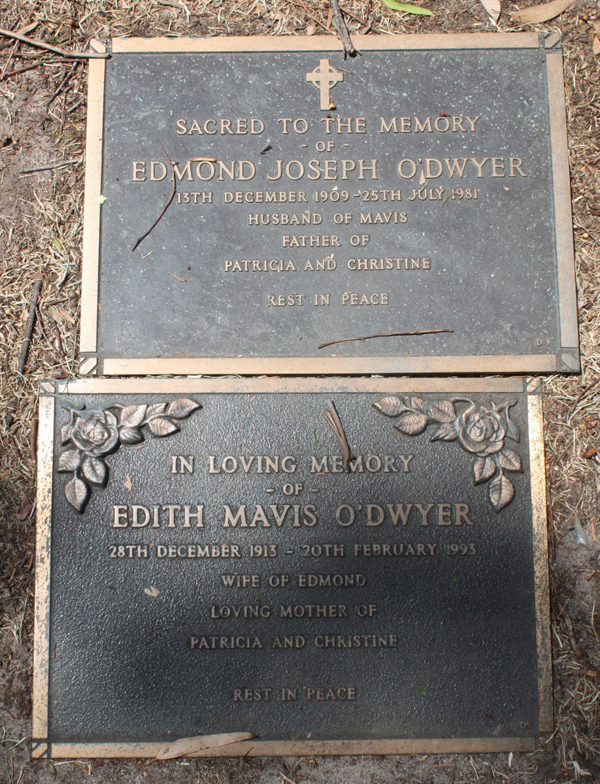 SACRED TO THE MEMORY
- OF -
EDMOND JOSEPH O'DWYER
13TH DECEMBER 1909 - 25TH JULY 1981
HUSBAND OF MAVIS
FATHER OF
PATRICIA AND CHRISTINE
REST IN PEACE
IN LOVING MEMORY
- OF -
EDITH MAVIS O'DWYER
28TH DECEMBER 1913 - 20TH FEBRUARY 1993
WIFE OF EDMOND
LOVING MOTHER OF
PATRICIA AND CHRISTINE
REST IN PEACE